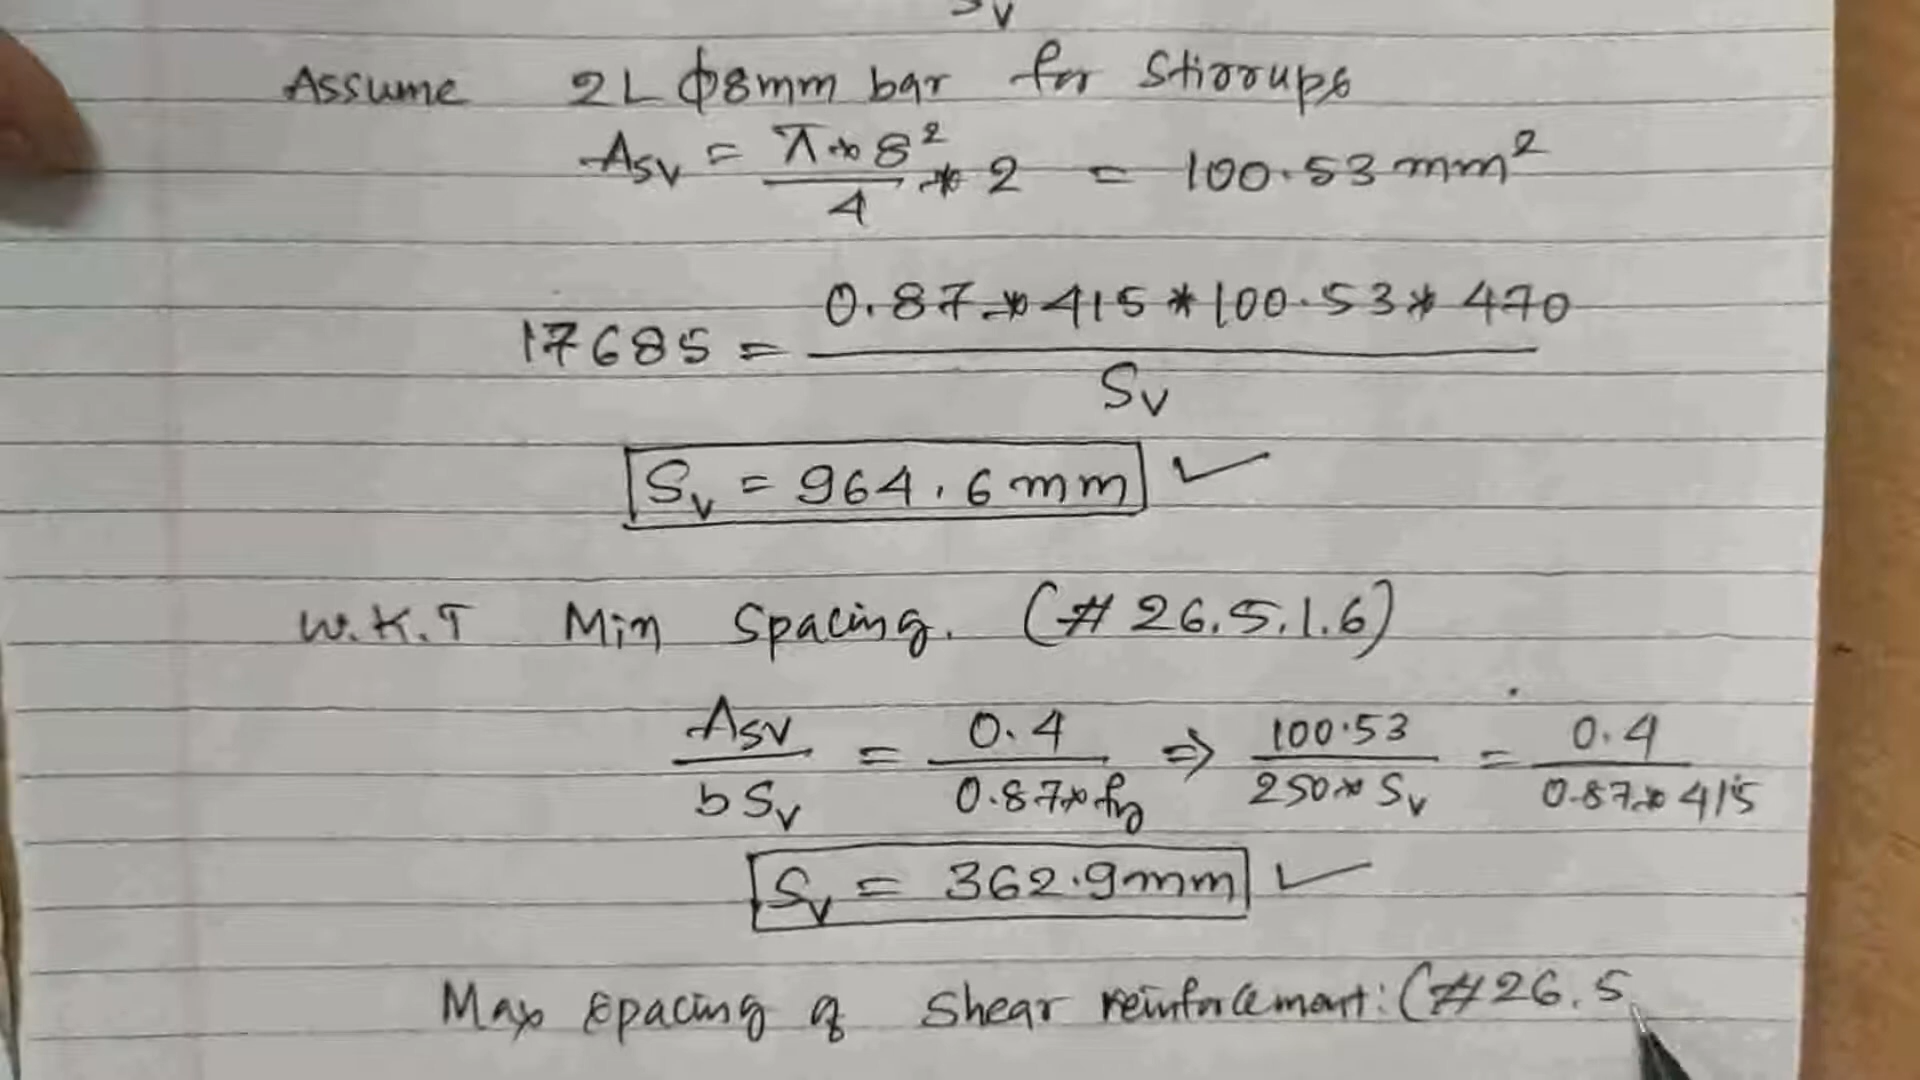 Sv
Assume 2L ϕ8mm bar for Stirrups
Asv = π*8²/4 * 2 = 100.53 mm²
17685 = 0.87*415*100.53*470/Sv
Sv = 964.6mm ✓
W.K.T Min Spacing. (# 26.5.1.6)
Asv/bSv = 0.4/0.87*fy ⇒ 100.53/250*Sv = 0.4/0.87*415
Sv = 362.9mm ✓
Max spacing of shear reinforcement: (#26.5.